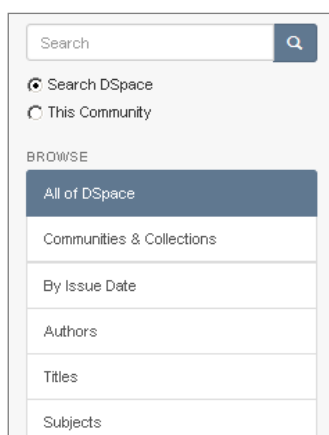 Search
Search DSpace
This Community
BROWSE
All of DSpace
Communities & Collections
By Issue Date
Authors
Titles
Subjects